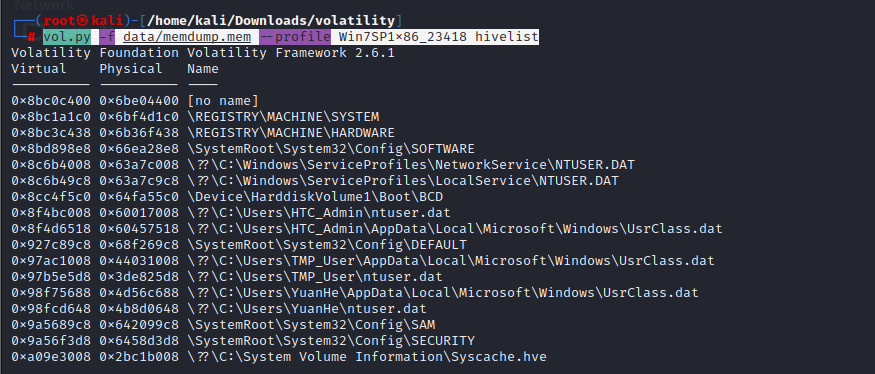 Network
(root㉿kali)-[/home/kali/Downloads/volatility]
# vol.py -f data/memdump.mem --profile Win7SP1×86_23418 hivelist
Volatility Foundation Volatility Framework 2.6.1
Virtual Physical Name
---------- ---------- ----
0×8bc0c400 0×6be04400 [no name]
0×8bc1a1c0 0×6bf4d1c0 \REGISTRY\MACHINE\SYSTEM
0×8bc3c438 0×6b36f438 \REGISTRY\MACHINE\HARDWARE
0×8bd898e8 0×66ea28e8 \SystemRoot\System32\Config\SOFTWARE
0×8c6b4008 0×63a7c008 \??\C:\Windows\ServiceProfiles\NetworkService\NTUSER.DAT
0×8c6b49c8 0×63a7c9c8 \??\C:\Windows\ServiceProfiles\LocalService\NTUSER.DAT
0×8cc4f5c0 0×64fa55c0 \Device\HarddiskVolume1\Boot\BCD
0×8f4bc008 0×60017008 \??\C:\Users\HTC_Admin\ntuser.dat
0×8f4d6518 0×60457518 \??\C:\Users\HTC_Admin\AppData\Local\Microsoft\Windows\UsrClass.dat
0×927c89c8 0×68f269c8 \SystemRoot\System32\Config\DEFAULT
0×97ac1008 0×44031008 \??\C:\Users\TMP_User\AppData\Local\Microsoft\Windows\UsrClass.dat
0×97b5e5d8 0×3de825d8 \??\C:\Users\TMP_User\ntuser.dat
0×98f75688 0×4d56c688 \??\C:\Users\YuanHe\AppData\Local\Microsoft\Windows\UsrClass.dat
0×98fcd648 0×4b8d0648 \??\C:\Users\YuanHe\ntuser.dat
0×9a5689c8 0×642099c8 \SystemRoot\System32\Config\SAM
0×9a56f3d8 0×6458d3d8 \SystemRoot\System32\Config\SECURITY
0×a09e3008 0×2bc1b008 \??\C:\System Volume Information\Syscache.hve